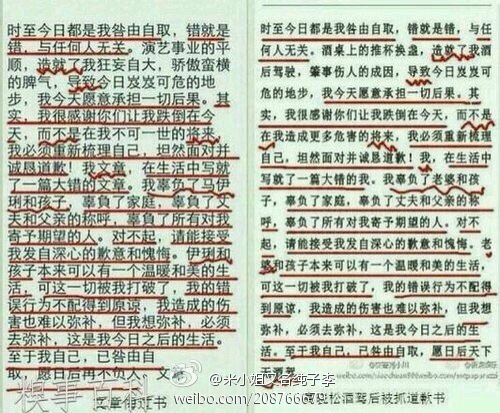 时至今日都是我咎由自取，错就是
错，与任何人无关。演艺事业的平
顺，造就了我狂妄自大，骄傲蛮横
的脾气，导致今日岌岌可危的地
步，我今天愿意承担一切后果。其
实，我很感谢你们让我跌倒在今
天，而不是在我不可一世的将来，
我必须重新梳理自己，坦然面对并
诚恳道歉！我文章，在生活中写就
了一篇大错的文章。我辜负了马伊
琍和孩子，辜負了家庭，辜負了丈
夫和父亲的称呼，辜負了所有对我
寄予期望的人。对不起，请能接受
我发自深心的歉意和愧悔。伊琍和
孩子本来可以有一个温暖和美的生
活，可这一切被我打破了，我的错
误行为不配得到原谅，我造成的伤
害也难以弥补，但我想弥补，必须
去弥补，这是我今日之后的生活。
至于我自己，已咎由自
取，愿日后再不负人。文
时至今日都是我咎由自取，错就是错，与任
何人无关。酒桌上的推杯换盏，造就了我酒
后驾驶，肇事伤人的成因，导致今日岌岌可
危的地步，我今天愿意承担一切后果。其
实，我很感谢你们让我跌倒在今天，而不是
在我造成更多危害的将来，我必须重新梳理
自己，坦然面对并诚恳道歉！我，在生活中
写就了一篇大错的我。我辜负了老婆和孩
子，辜负了家庭，辜负了丈夫和父亲的称
呼，辜负了所有对我寄予期望的人。对不
起，请能接受我发自深心的歉意和愧悔。老
婆和孩子本来可以有一个温暖和美的生活，
可这一切被我打破了，我的错误行为不配得
到原谅，我造成的伤害也难以弥补，但我想
弥补，必须去弥补，这是我今日之后的生活。
至于我自己，已咎由自取，愿日后天下
无酒驾
糗事百科
@米小姐又名纯子李
文章偷近书
高晓松酒驾后被抓道歉书